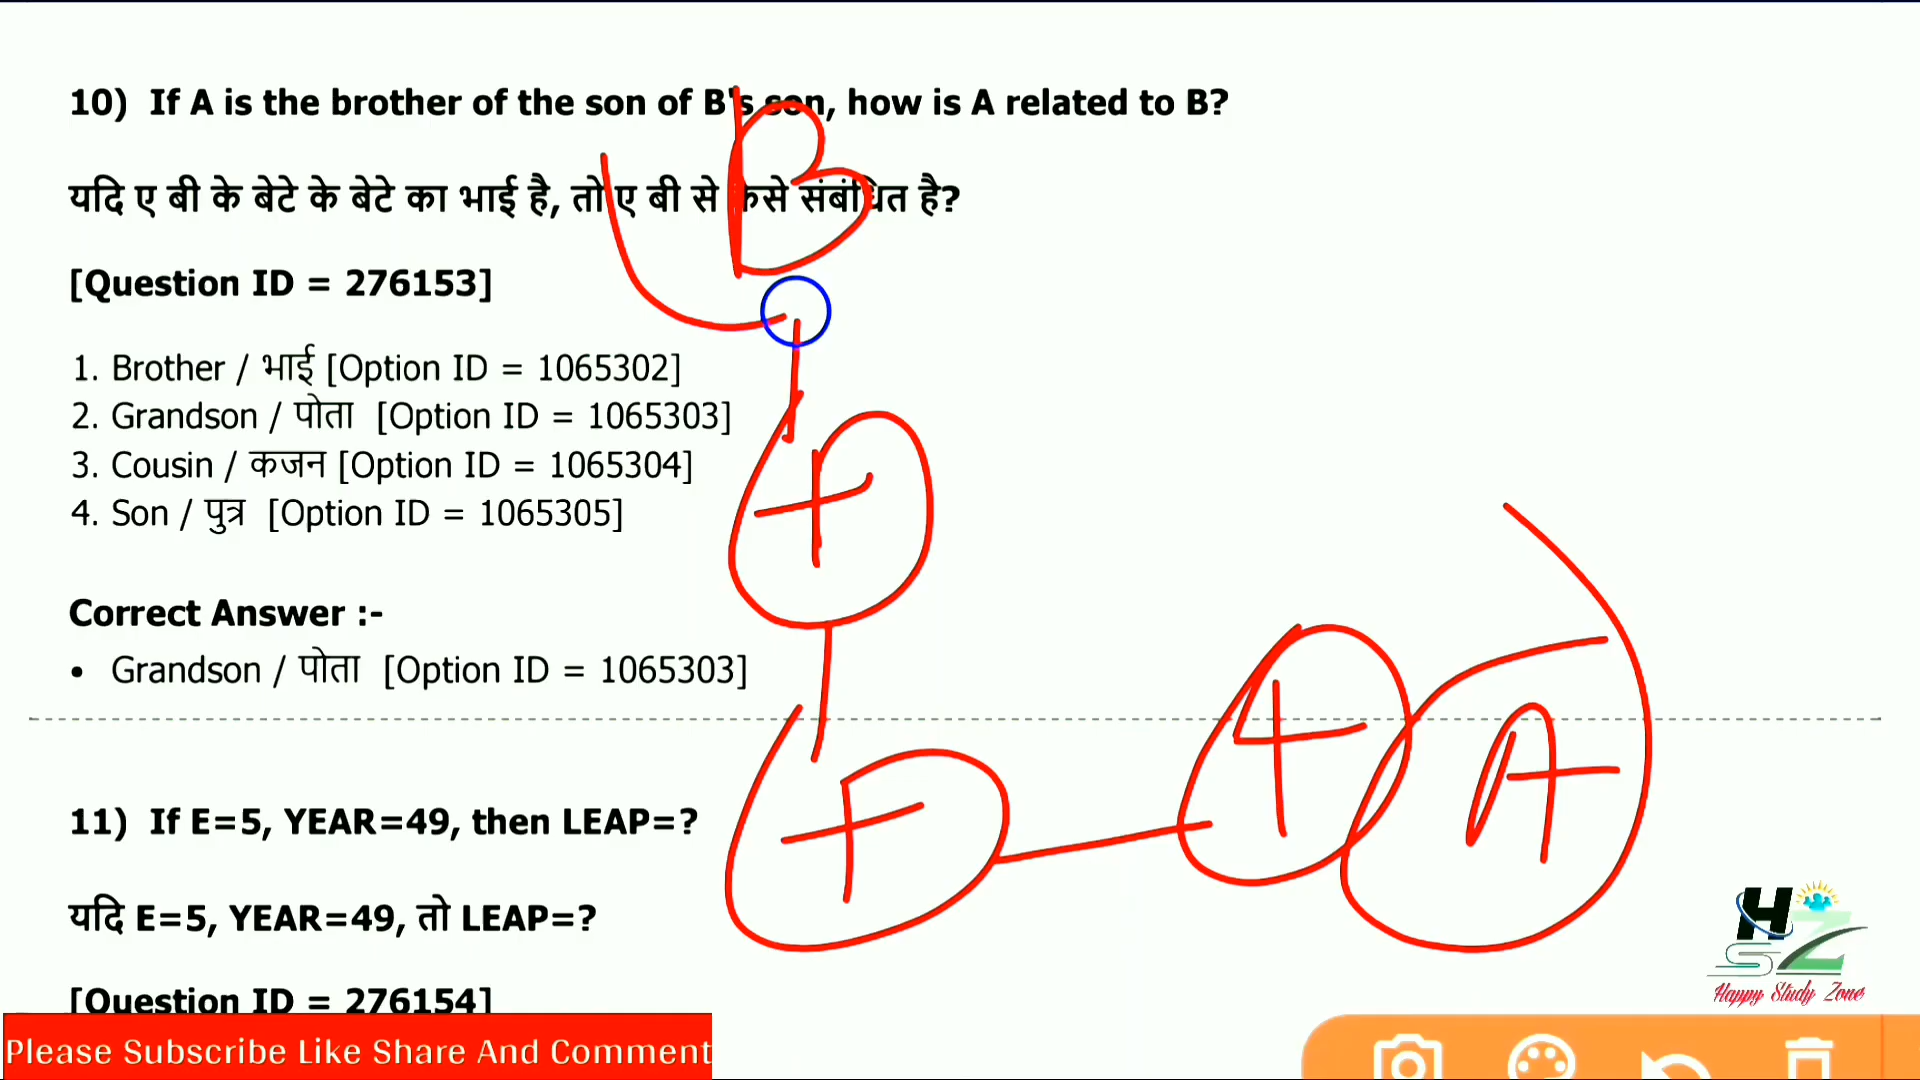 10) If A is the brother of the son of B's son, how is A related to B?
यदि ए बी के बेटे के बेटे का भाई है, तो ए बी से कैसे संबंधित है?
[Question ID = 276153]
1. Brother / भाई [Option ID = 1065302]
2. Grandson / पोता [Option ID = 1065303]
3. Cousin / कजन [Option ID = 1065304]
4. Son / पुत्र [Option ID = 1065305]
Correct Answer :-
• Grandson / पोता [Option ID = 1065303]
11) If E=5, YEAR=49, then LEAP=?
यदि E=5, YEAR=49, तो LEAP=?
[Question ID = 276154]
B
+
+
+
A
HSZ
Happy Study Zone
Please Subscribe Like Share And Comment